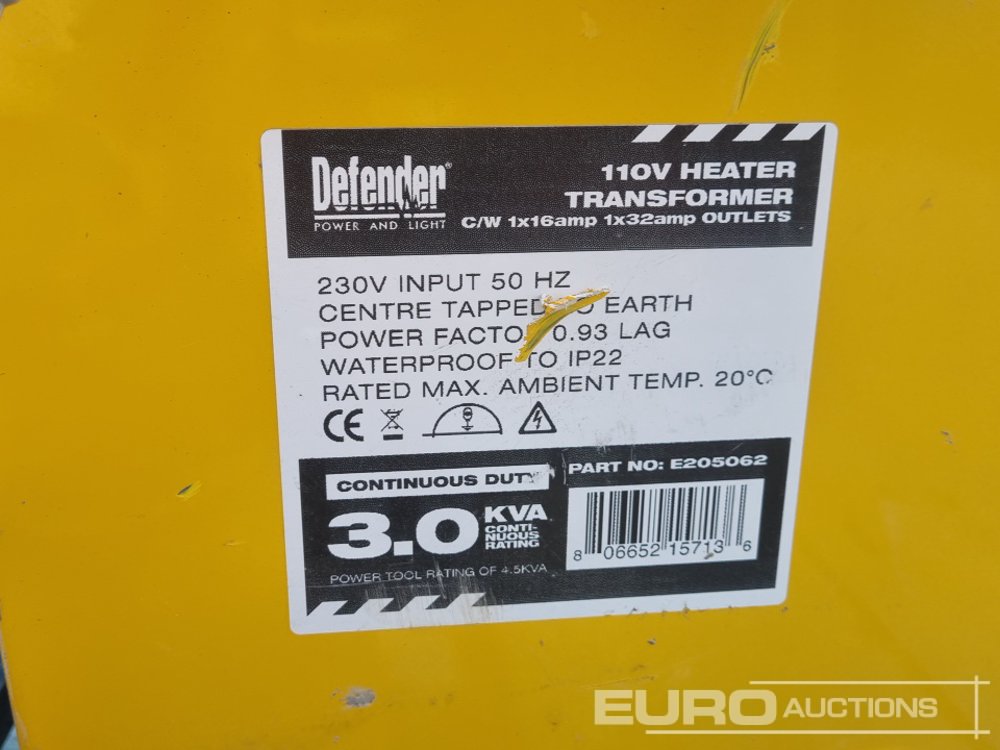 Defender®
POWER AND LIGHT
110V HEATER
TRANSFORMER
C/W 1x16amp 1x32amp OUTLETS
230V INPUT 50 HZ
CENTRE TAPPED TO EARTH
POWER FACTOR 0.93 LAG
WATERPROOF TO IP22
RATED MAX. AMBIENT TEMP. 20°C
CE
CONTINUOUS DUTY
3.0 KVA
CONTI-
NUOUS
RATING
POWER TOOL RATING OF 4.5KVA
PART NO: E205062
8 06652 15713 6
EURO AUCTIONS